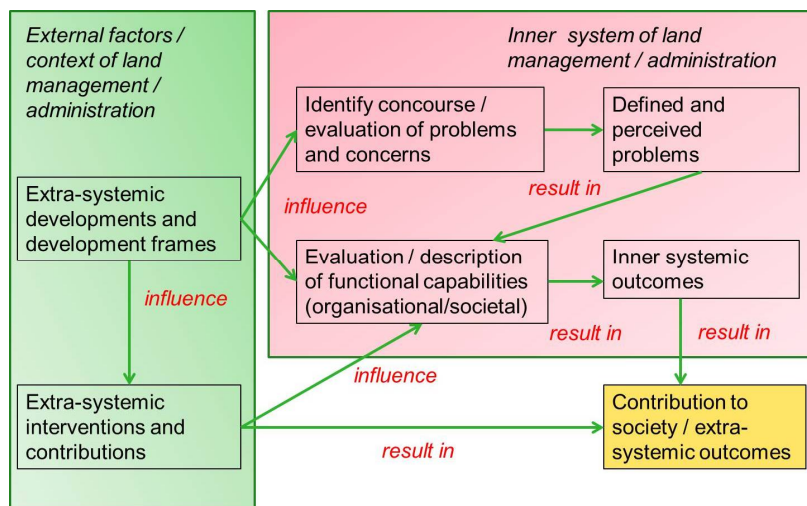 External factors /
context of land
management /
administration
Inner system of land
management / administration
Identify concourse /
evaluation of problems
and concerns
Defined and
perceived
problems
result in
influence
Extra-systemic
developments and
development frames
Evaluation / description
of functional capabilities
(organisational/societal)
Inner systemic
outcomes
influence
result in
result in
influence
Extra-systemic
interventions and
contributions
result in
Contribution to
society / extra-
systemic outcomes